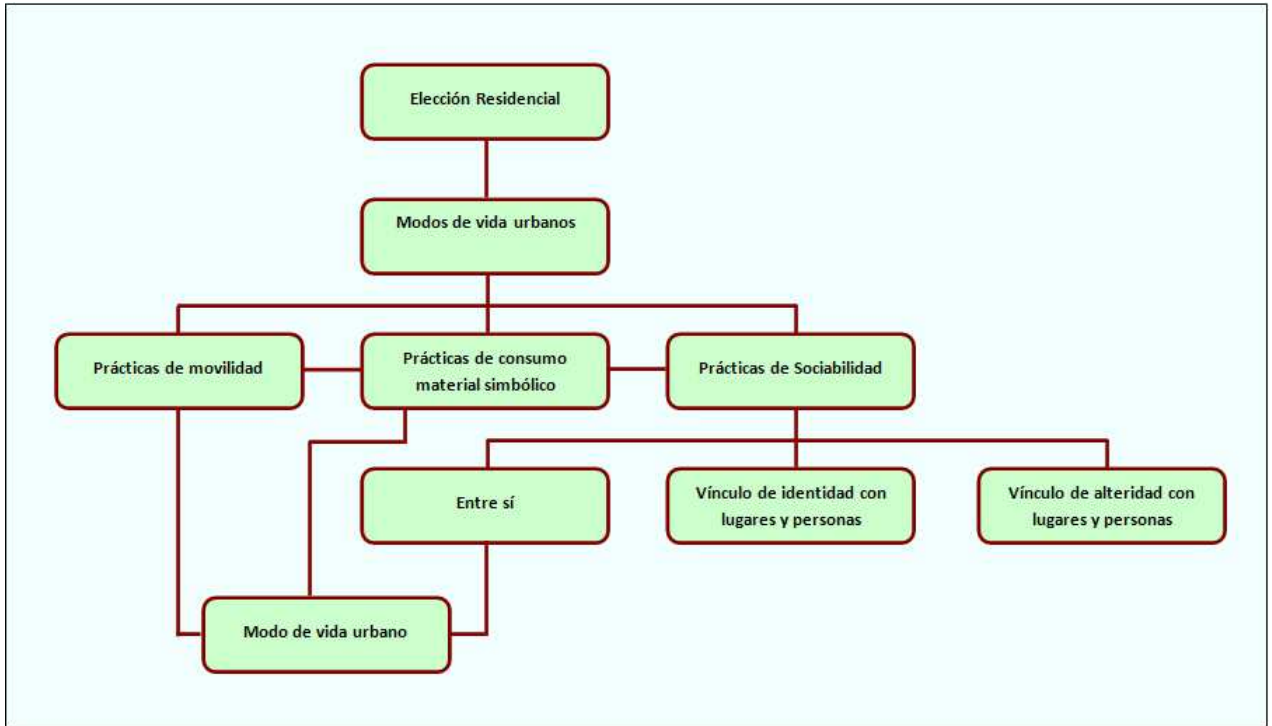 Elección Residencial
Modos de vida urbanos
Prácticas de movilidad
Prácticas de consumo
material simbólico
Prácticas de Sociabilidad
Entre sí
Vínculo de identidad con
lugares y personas
Vínculo de alteridad con
lugares y personas
Modo de vida urbano